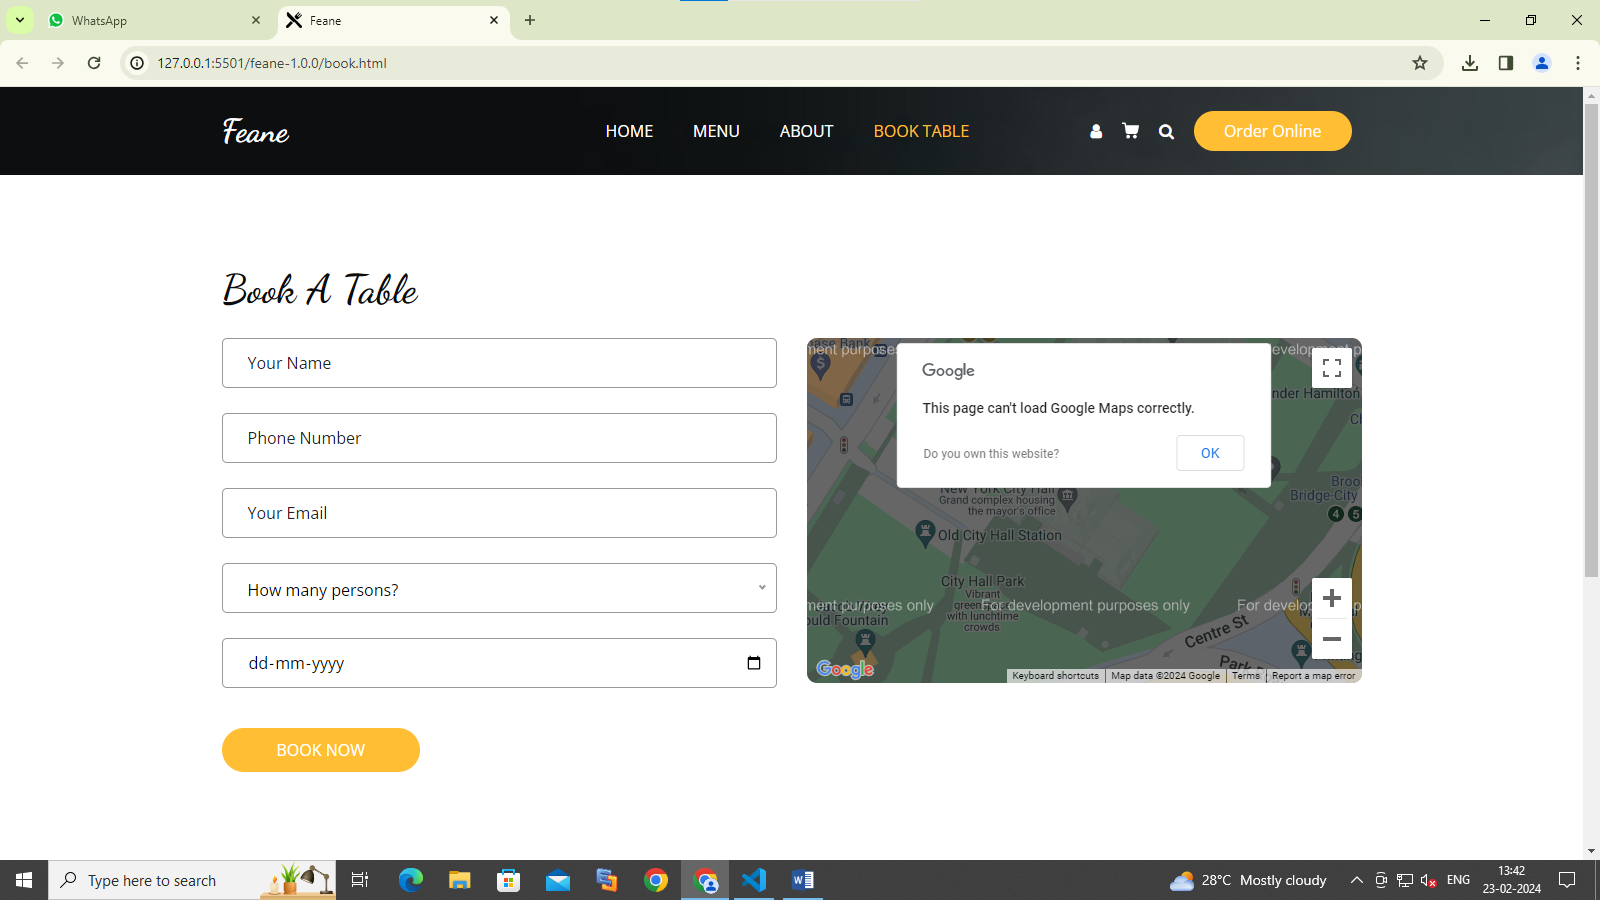 WhatsApp
Feane
127.0.0.1:5501/feane-1.0.0/book.html
Feane
HOME
MENU
ABOUT
BOOK TABLE
Order Online
Book A Table
Your Name
Phone Number
Your Email
How many persons?
dd-mm-yyyy
BOOK NOW
ase Bank
ment purposes
develop
Google
This page can't load Google Maps correctly.
Do you own this website?
OK
nder Hamilton
New York City Hall
Grand complex housing
the mayor's office
Old City Hall Station
Brook
Bridge-City
4 5
City Hall Park
Vibrant
with lunchtime
crowds
ment purposes only
For development purposes only
For develop
ould Fountain
Centre St
Park
Google
Keyboard shortcuts
Map data ©2024 Google
Terms
Report a map error
Type here to search
28°C Mostly cloudy
ENG
13:42
23-02-2024